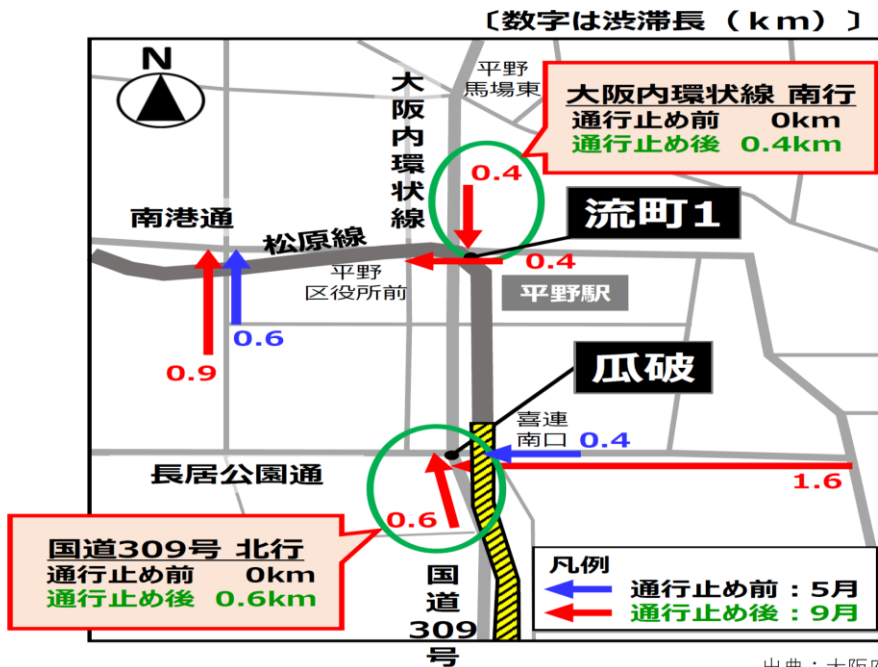 〔数字は渋滞長（km）〕
N
大阪内環状線
平野
馬場東
大阪内環状線 南行
通行止め前 0km
通行止め後 0.4km
0.4
流町1
南港通
松原線
平野
区役所前
0.4
平野駅
0.6
0.9
瓜破
喜連
南口
0.4
長居公園通
1.6
0.6
国道309号 北行
通行止め前 0km
通行止め後 0.6km
国道309号
凡例
通行止め前：5月
通行止め後：9月
出典：大阪府